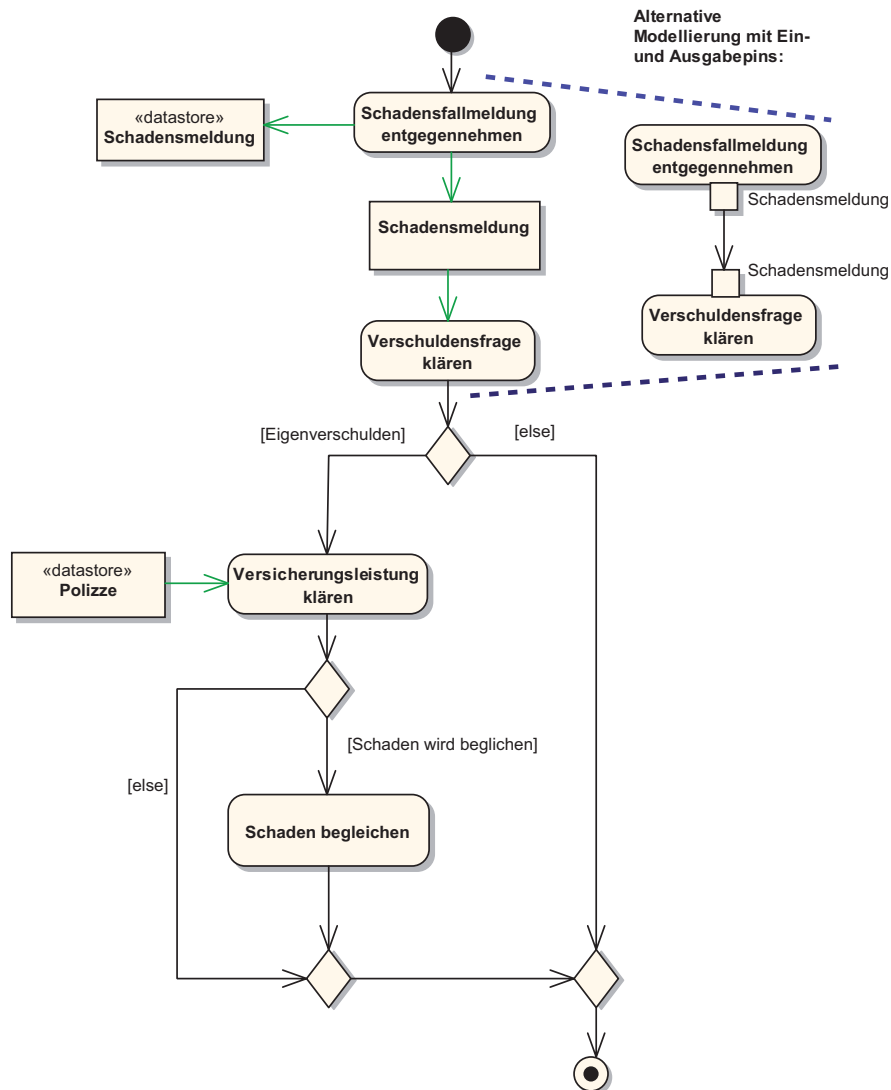 Alternative
Modellierung mit Ein-
und Ausgabepins:
«datastore»
Schadensmeldung
Schadensfallmeldung
entgegennehmen
Schadensfallmeldung
entgegennehmen
Schadensmeldung
Schadensmeldung
Schadensmeldung
Verschuldensfrage
klären
Verschuldensfrage
klären
[Eigenverschulden]
[else]
«datastore»
Polizze
Versicherungsleistung
klären
[Schaden wird beglichen]
[else]
Schaden begleichen